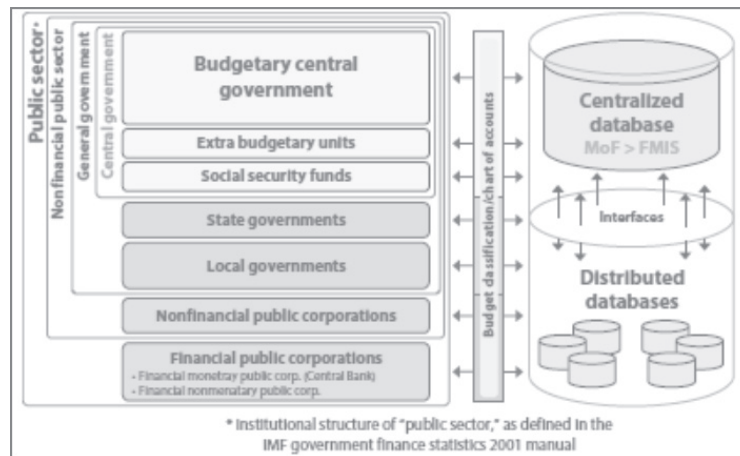 Public sector*
Nonfinancial public sector
General government
Central government
Budgetary central
government
Extra budgetary units
Social security funds
State governments
Local governments
Nonfinancial public corporations
Financial public corporations
- Financial monetray public corp. (Central Bank)
- Financial nonmenatary public corp.
Budget classification/chart of accounts
Centralized
database
MoF > FMIS
Interfaces
Distributed
databases
* Institutional structure of "public sector," as defined in the
IMF government finance statistics 2001 manual